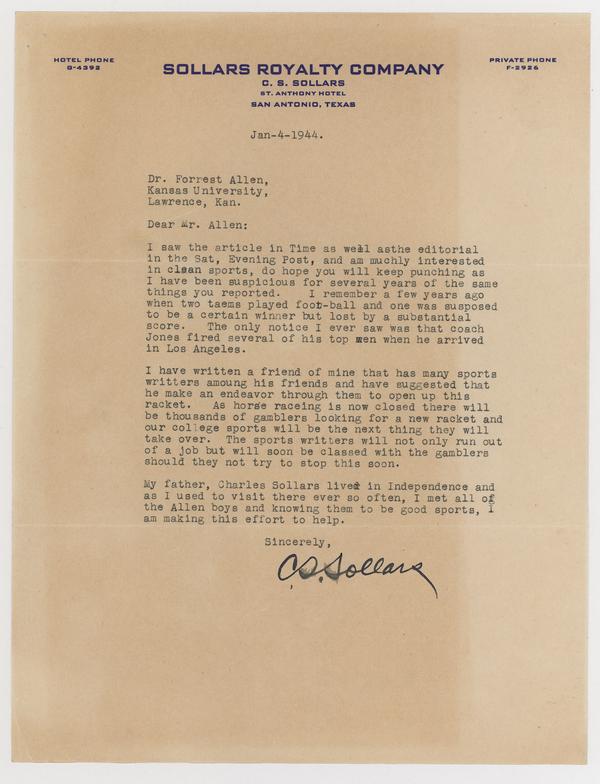 HOTEL PHONE
G-4392
SOLLARS ROYALTY COMPANY
C. S. SOLLARS
ST. ANTHONY HOTEL
SAN ANTONIO, TEXAS
PRIVATE PHONE
F-2926
Jan-4-1944.
Dr. Forrest Allen,
Kansas University,
Lawrence, Kan.
Dear Mr. Allen:
I saw the article in Time as well asthe editorial
in the Sat, Evening Post, and am muchly interested
in clean sports, do hope you will keep punching as
I have been suspicious for several years of the same
things you reported. I remember a few years ago
when two taems played foot-ball and one was susposed
to be a certain winner but lost by a substantial
score. The only notice I ever saw was that coach
Jones fired several of his top men when he arrived
in Los Angeles.
I have written a friend of mine that has many sports
writters amoung his friends and have suggested that
he make an endeavor through them to open up this
racket. As horse raceing is now closed there will
be thousands of gamblers looking for a new racket and
our college sports will be the next thing they will
take over. The sports writters will not only run out
of a job but will soon be classed with the gamblers
should they not try to stop this soon.
My father, Charles Sollars lived in Independence and
as I used to visit there ever so often, I met all of
the Allen boys and knowing them to be good sports, I
am making this effort to help.
Sincerely,
C.S. Sollars